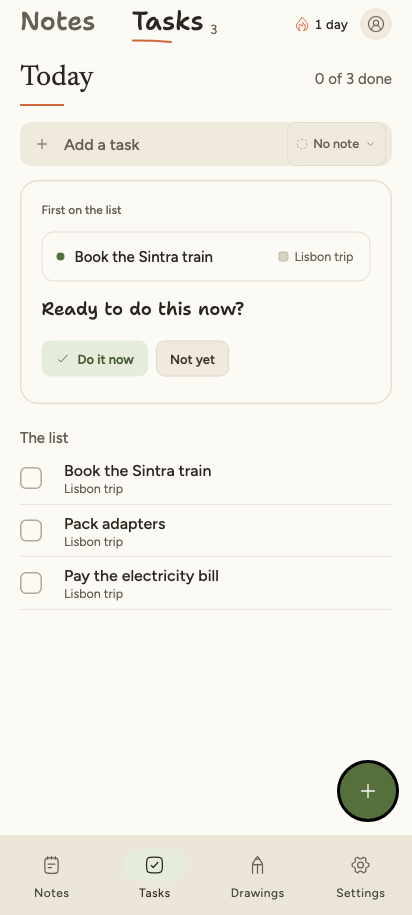 Notes Tasks 3 1 day
Today 0 of 3 done
Add a task No note
First on the list
Book the Sintra train Lisbon trip
Ready to do this now?
Do it now Not yet
The list
Book the Sintra train
Lisbon trip
Pack adapters
Lisbon trip
Pay the electricity bill
Lisbon trip
Notes Tasks Drawings Settings